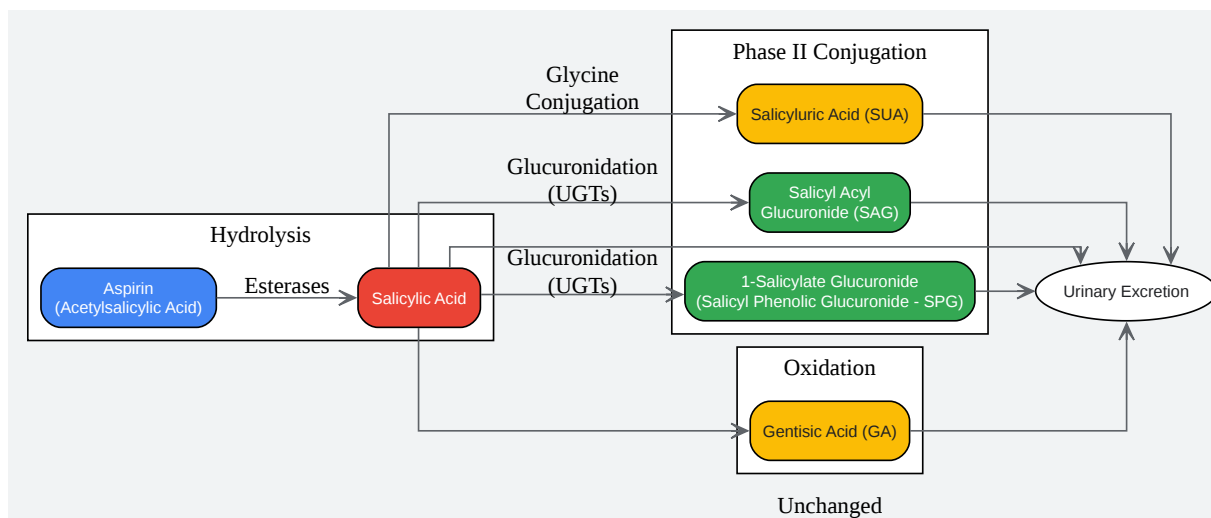 Phase II Conjugation
Glycine
Conjugation
Salicyluric Acid (SUA)
Glucuronidation
(UGTs)
Salicyl Acyl
Glucuronide (SAG)
Hydrolysis
Aspirin
(Acetylsalicylic Acid)
Esterases
Salicylic Acid
Glucuronidation
(UGTs)
1-Salicylate Glucuronide
(Salicyl Phenolic Glucuronide - SPG)
Urinary Excretion
Oxidation
Gentisic Acid (GA)
Unchanged